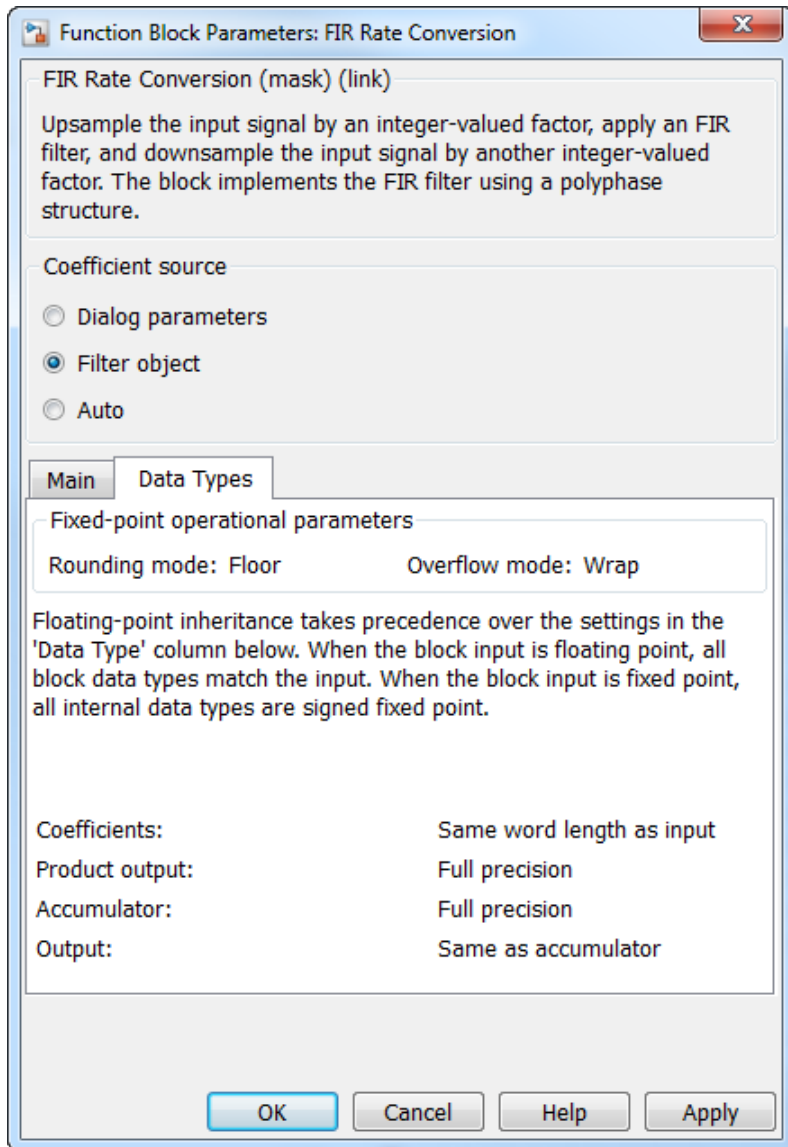 Function Block Parameters: FIR Rate Conversion
FIR Rate Conversion (mask) (link)
Upsample the input signal by an integer-valued factor, apply an FIR
filter, and downsample the input signal by another integer-valued
factor. The block implements the FIR filter using a polyphase
structure.
Coefficient source
Dialog parameters
Filter object
Auto
Main Data Types
Fixed-point operational parameters
Rounding mode: Floor Overflow mode: Wrap
Floating-point inheritance takes precedence over the settings in the
'Data Type' column below. When the block input is floating point, all
block data types match the input. When the block input is fixed point,
all internal data types are signed fixed point.
Coefficients: Same word length as input
Product output: Full precision
Accumulator: Full precision
Output: Same as accumulator
OK Cancel Help Apply